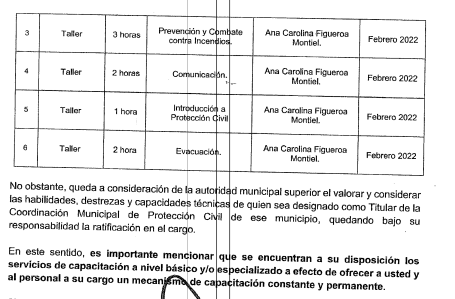 3 Taller 3 horas Prevención y Combate contra Incendios. Ana Carolina Figueroa Montiel. Febrero 2022
4 Taller 2 horas Comunicación. Ana Carolina Figueroa Montiel. Febrero 2022
5 Taller 1 hora Introducción a Protección Civil Ana Carolina Figueroa Montiel. Febrero 2022
6 Taller 2 hora Evacuación. Ana Carolina Figueroa Montiel. Febrero 2022
No obstante, queda a consideración de la autoridad municipal superior el valorar y considerar
las habilidades, destrezas y capacidades técnicas de quien sea designado como Titular de la
Coordinación Municipal de Protección Civil de ese municipio, quedando bajo su
responsabilidad la ratificación en el cargo.
En este sentido, es importante mencionar que se encuentran a su disposición los
servicios de capacitación a nivel básico y/o especializado a efecto de ofrecer a usted y
al personal a su cargo un mecanismo de capacitación constante y permanente.